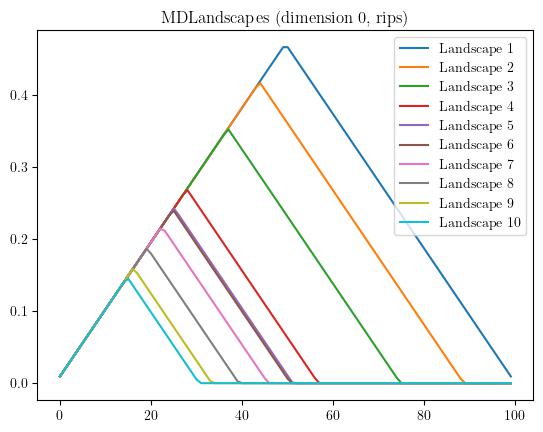 MDLandscapes (dimension 0, rips)
Landscape 1
Landscape 2
Landscape 3
Landscape 4
Landscape 5
Landscape 6
Landscape 7
Landscape 8
Landscape 9
Landscape 10
0.4
0.3
0.2
0.1
0.0
0 20 40 60 80 100